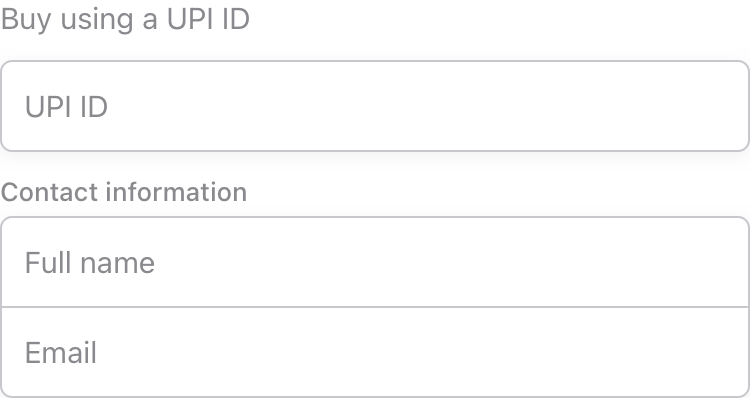 Buy using a UPI ID
UPI ID
Contact information
Full name
Email